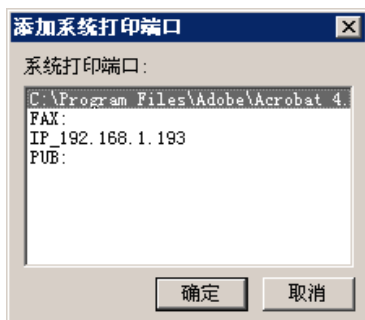 添加系统打印端口
系统打印端口:
C:\Program Files\Adobe\Acrobat 4.
FAX:
IP_192.168.1.193
PUB:
确定 取消